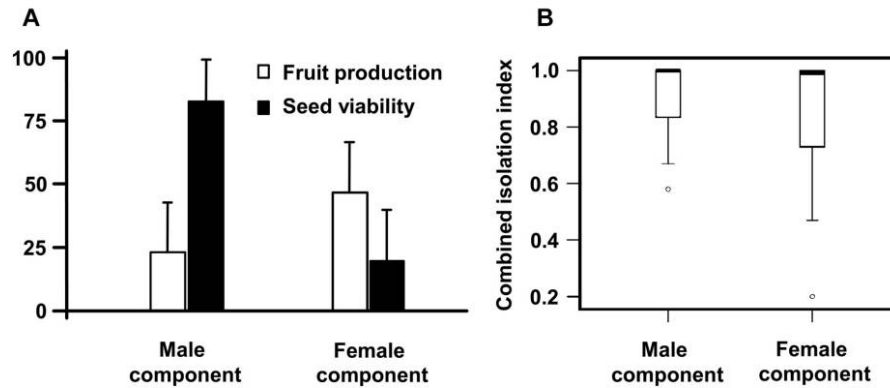 A
100
75
50
25
0
Fruit production
Seed viability
Male
component
Female
component
B
Combined isolation index
1.0
0.8
0.6
0.4
0.2
Male
component
Female
component